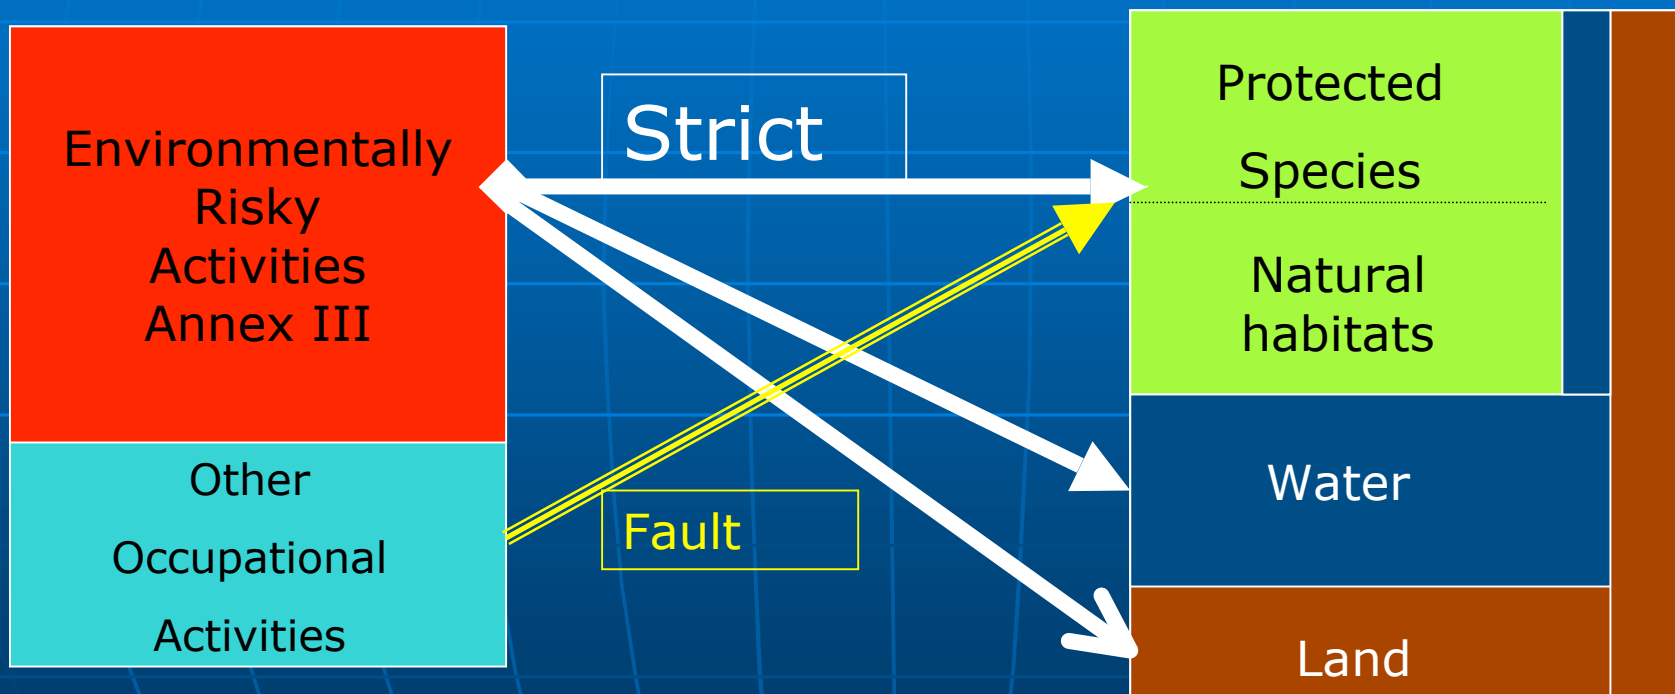 Environmentally
Risky
Activities
Annex III
Other
Occupational
Activities
Strict
Fault
Protected
Species
Natural
habitats
Water
Land